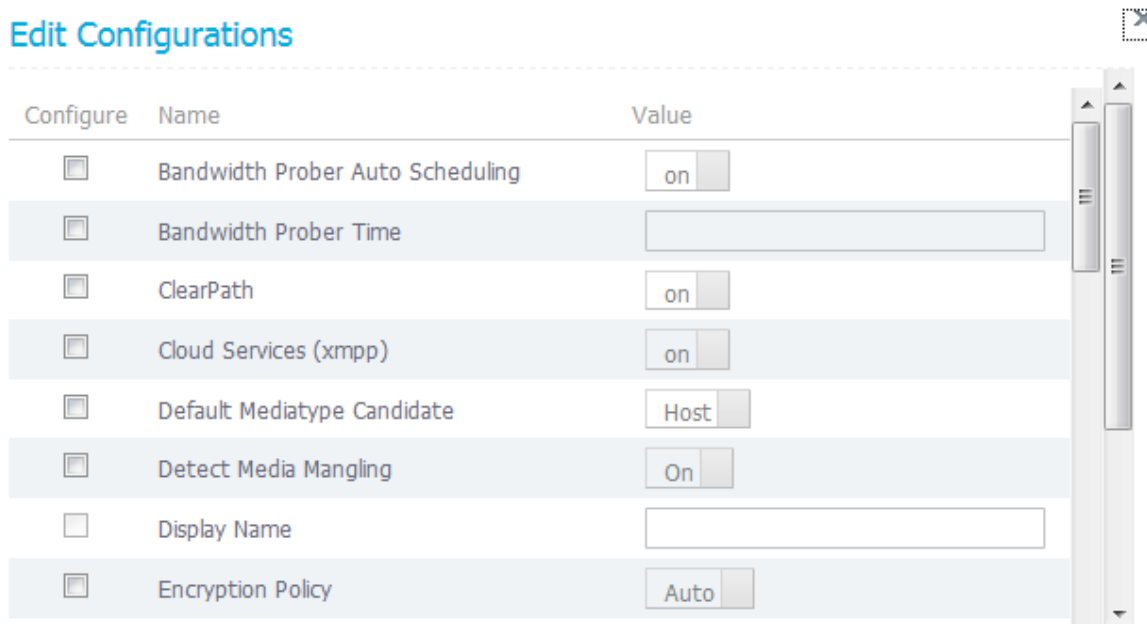 Edit Configurations
Configure Name Value
Bandwidth Prober Auto Scheduling on
Bandwidth Prober Time
ClearPath on
Cloud Services (xmpp) on
Default Mediatype Candidate Host
Detect Media Mangling On
Display Name
Encryption Policy Auto